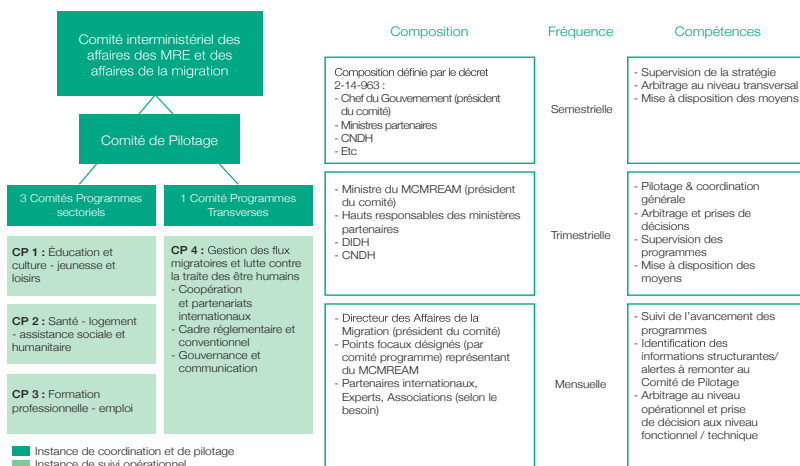 Comité interministériel des
affaires des MRE et des
affaires de la migration
Comité de Pilotage
3 Comités Programmes
sectoriels
1 Comité Programmes
Transverses
CP 1 : Éducation et
culture - jeunesse et
loisirs
CP 2 : Santé - logement
- assistance sociale et
humanitaire
CP 3 : Formation
professionnelle - emploi
CP 4 : Gestion des flux
migratoires et lutte contre
la traite des être humains
- Coopération
et partenariats
internationaux
- Cadre réglementaire et
conventionnel
- Gouvernance et
communication
Instance de coordination et de pilotage
Instance de suivi opérationnel
Composition
Fréquence
Compétences
Composition définie par le décret
2-14-963 :
- Chef du Gouvernement (président
du comité)
- Ministres partenaires
- CNDH
- Etc
Semestrielle
- Supervision de la stratégie
- Arbitrage au niveau transversal
- Mise à disposition des moyens
- Ministre du MCMREAM (président
du comité)
- Hauts responsables des ministères
partenaires
- DIDH
- CNDH
Trimestrielle
- Pilotage & coordination
générale
- Arbitrage et prises de
décisions
- Supervision des
programmes
- Mise à disposition des
moyens
- Directeur des Affaires de la
Migration (président du comité)
- Points focaux désignés (par
comité programme) représentant
du MCMREAM
- Partenaires internationaux,
Experts, Associations (selon le
besoin)
Mensuelle
- Suivi de l'avancement des
programmes
- Identification des
informations structurantes/
alertes à remonter au
Comité de Pilotage
- Arbitrage au niveau
opérationnel et prise
de décision aux niveau
fonctionnel / technique